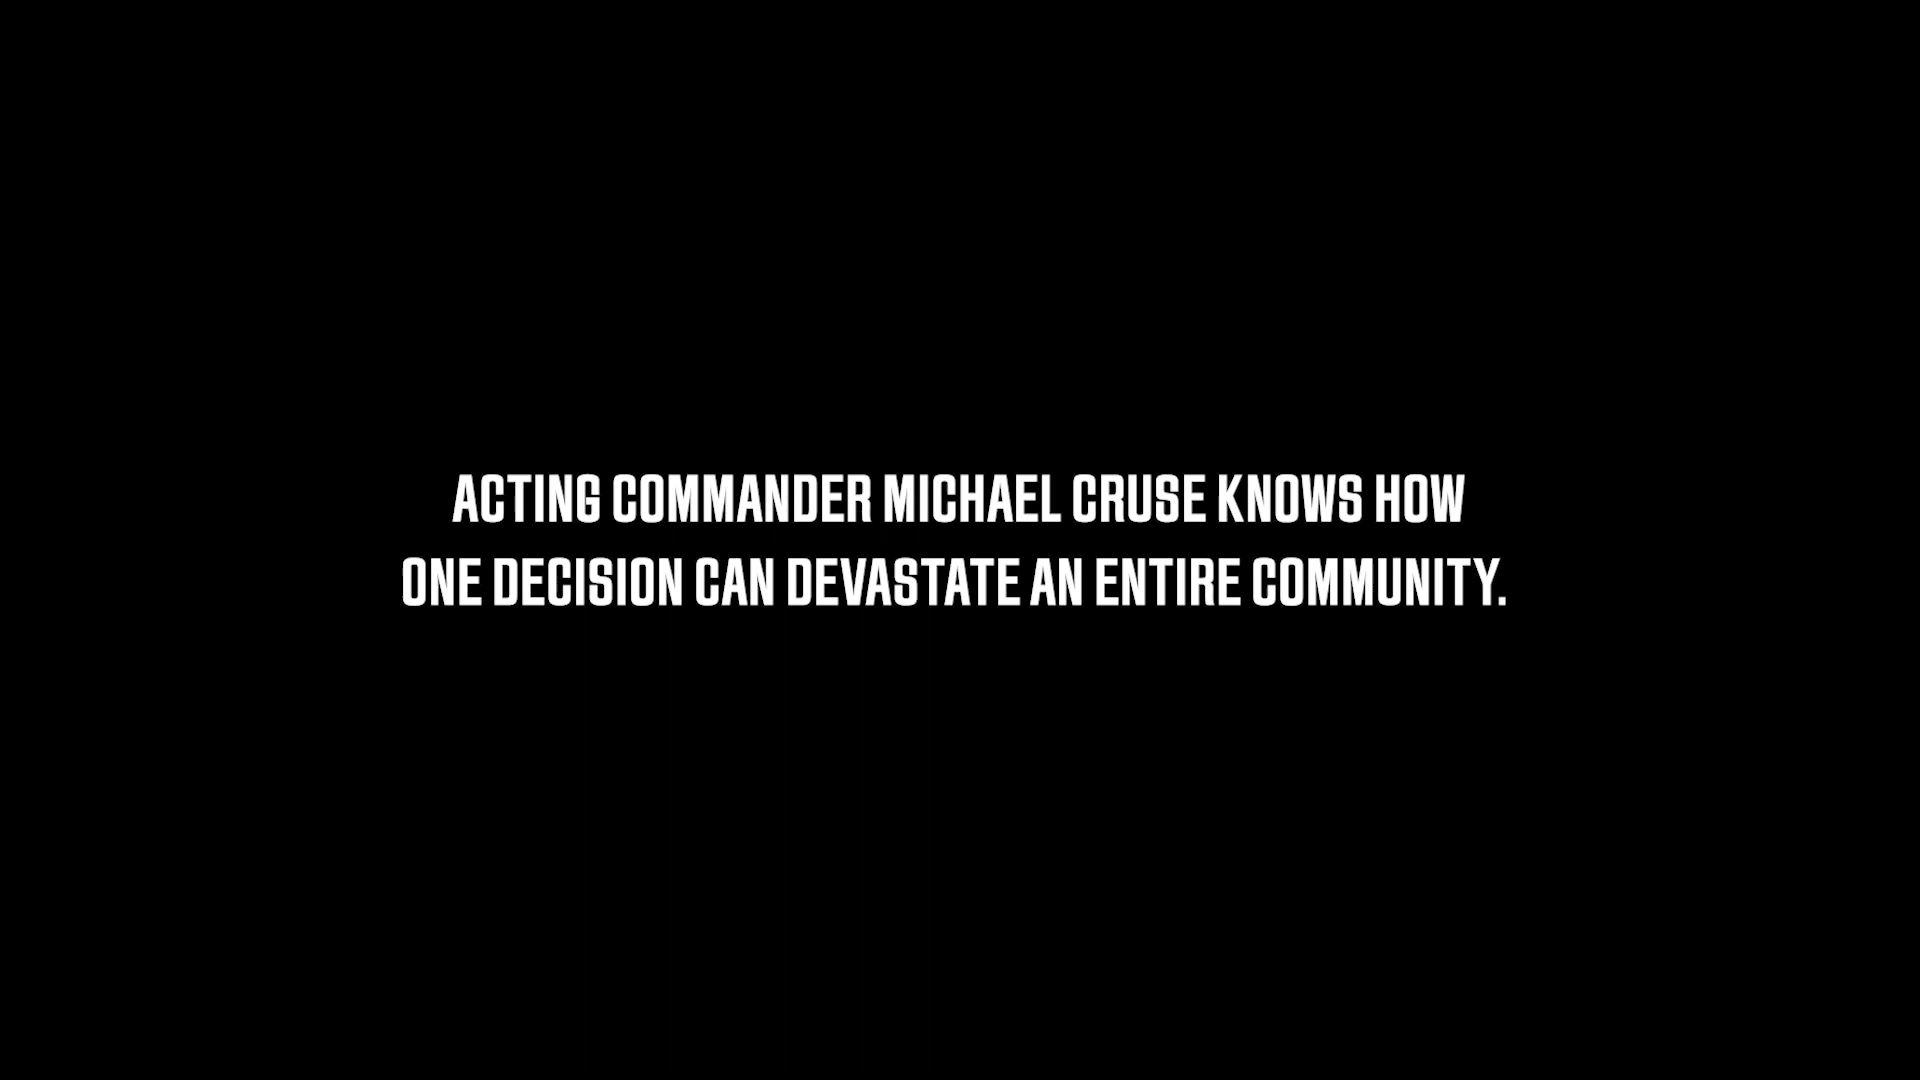 ACTING COMMANDER MICHAEL CRUSE KNOWS HOW
ONE DECISION CAN DEVASTATE AN ENTIRE COMMUNITY.